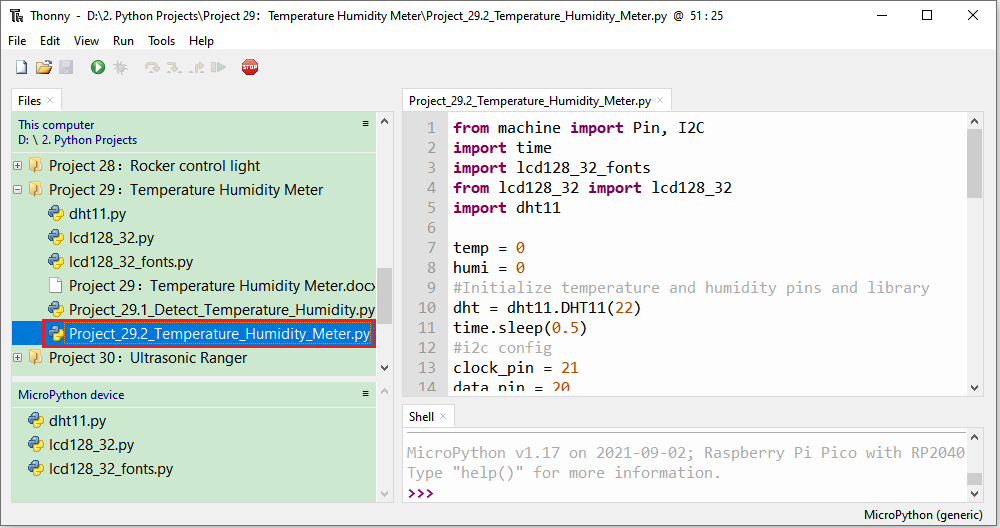 Thonny - D:\2. Python Projects\Project 29：Temperature Humidity Meter\Project_29.2_Temperature_Humidity_Meter.py @ 51 : 25
File Edit View Run Tools Help
STOP
Files
This computer
D: \ 2. Python Projects
Project 28：Rocker control light
Project 29：Temperature Humidity Meter
dht11.py
lcd128_32.py
lcd128_32_fonts.py
Project 29：Temperature Humidity Meter.docx
Project_29.1_Detect_Temperature_Humidity.py
Project_29.2_Temperature_Humidity_Meter.py
Project 30：Ultrasonic Ranger
MicroPython device
dht11.py
lcd128_32.py
lcd128_32_fonts.py
Project_29.2_Temperature_Humidity_Meter.py
1 from machine import Pin, I2C
2 import time
3 import lcd128_32_fonts
4 from lcd128_32 import lcd128_32
5 import dht11
6
7 temp = 0
8 humi = 0
9 #Initialize temperature and humidity pins and library
10 dht = dht11.DHT11(22)
11 time.sleep(0.5)
12 #i2c config
13 clock_pin = 21
14 data_pin = 20
Shell
MicroPython v1.17 on 2021-09-02; Raspberry Pi Pico with RP2040
Type "help()" for more information.
>>>
MicroPython (generic)